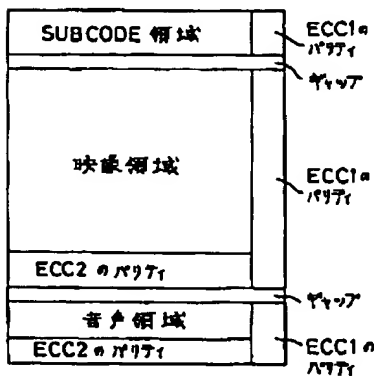 SUBCODE 領域
ECC1の
パリティ
ギャップ
映像領域
ECC1の
パリティ
ECC2 のパリティ
ギャップ
音声領域
ECC2 のパリティ
ECC1の
パリティ